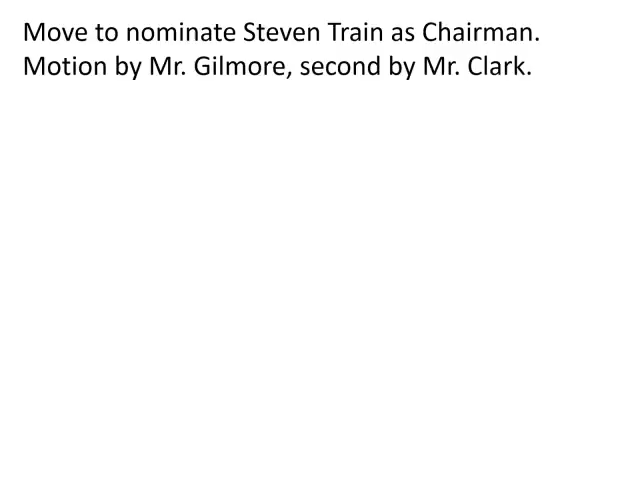 Move to nominate Steven Train as Chairman.
Motion by Mr. Gilmore, second by Mr. Clark.